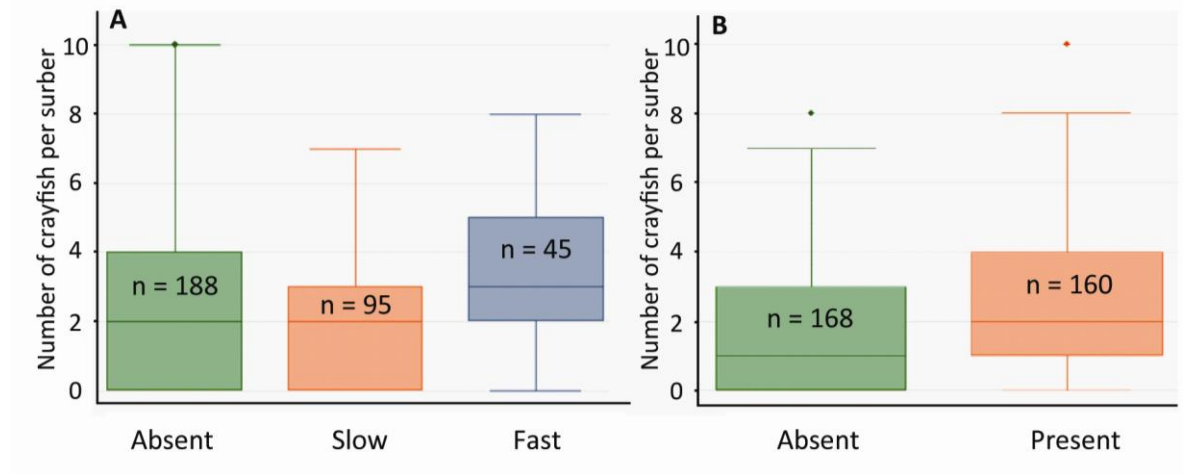 A
Number of crayfish per surber
10
8
6
4
2
0
n = 188
n = 95
n = 45
Absent Slow Fast
B
Number of crayfish per surber
10
8
6
4
2
0
n = 168
n = 160
Absent Present